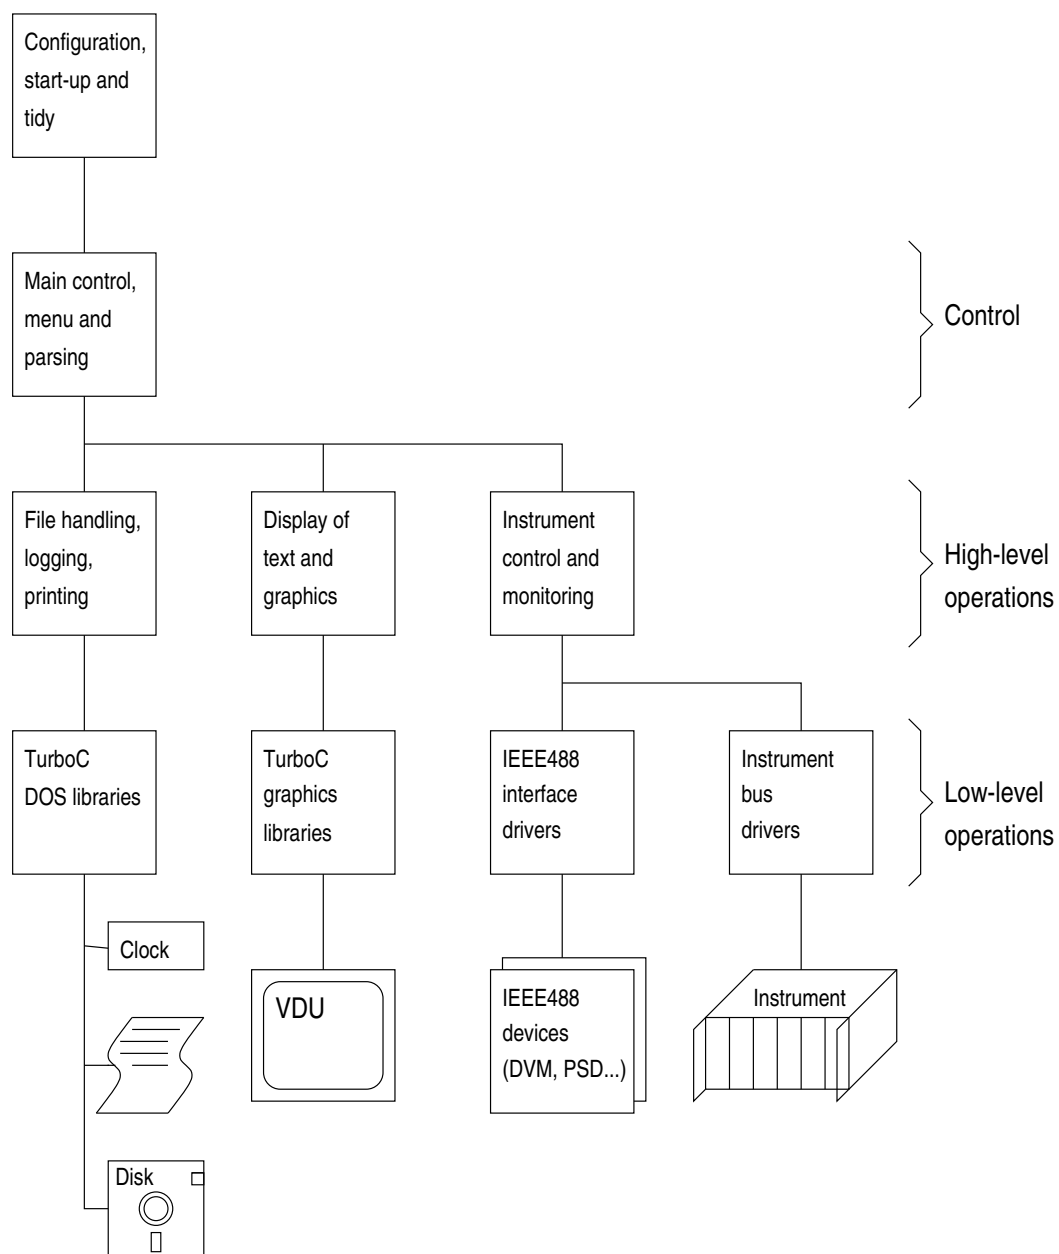 Configuration,
start-up and
tidy
Main control,
menu and
parsing
Control
File handling,
logging,
printing
Display of
text and
graphics
Instrument
control and
monitoring
High-level
operations
TurboC
DOS libraries
TurboC
graphics
libraries
IEEE488
interface
drivers
Instrument
bus
drivers
Low-level
operations
Clock
VDU
IEEE488
devices
(DVM, PSD...)
Instrument
Disk